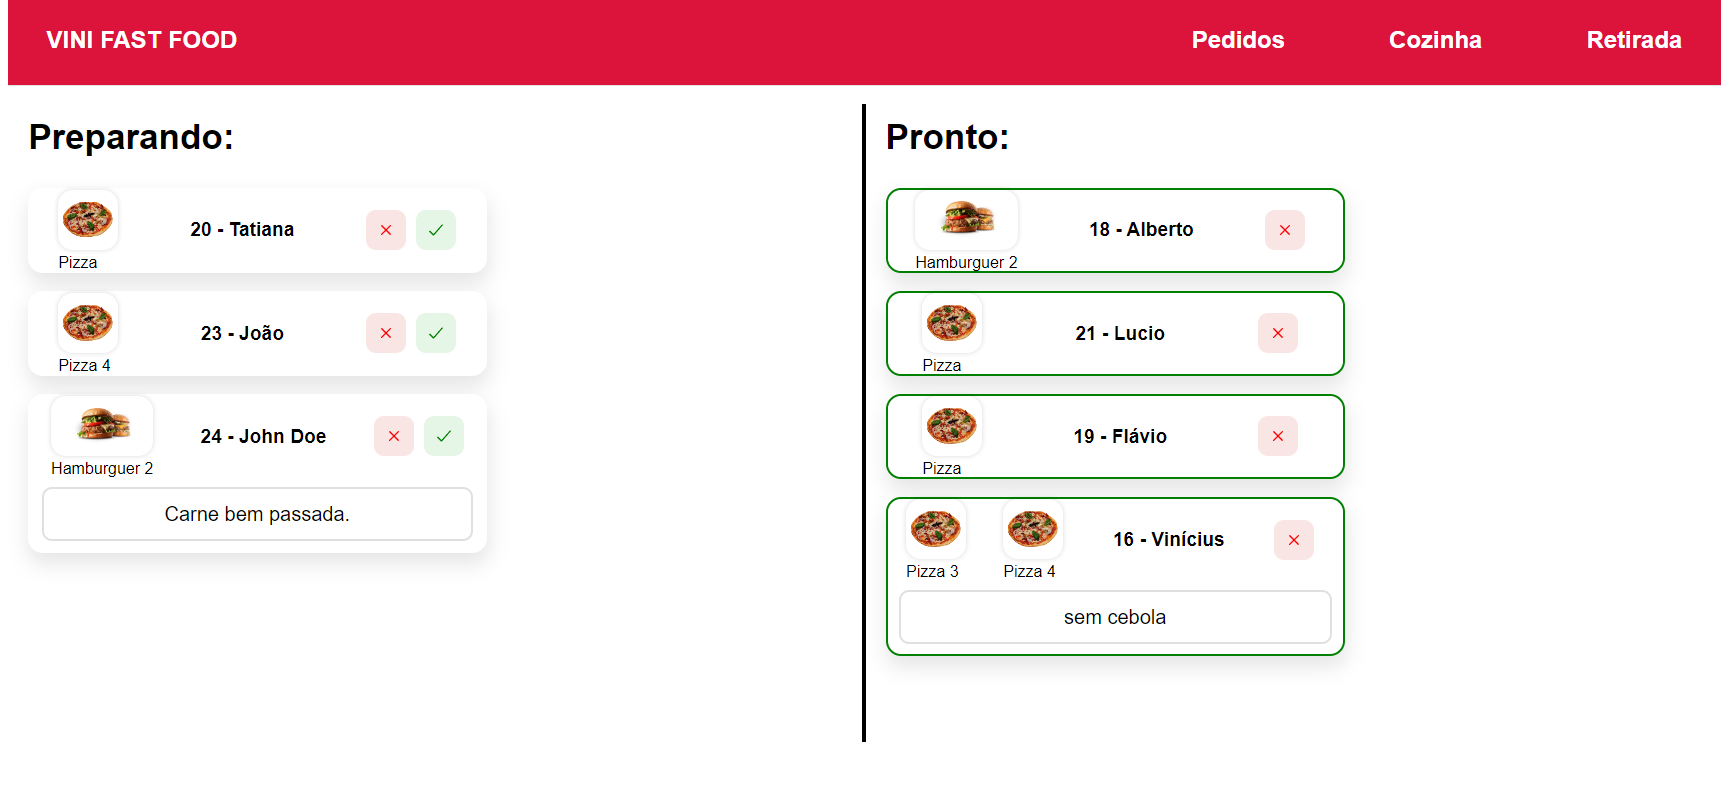 VINI FAST FOOD
Pedidos
Cozinha
Retirada
Preparando:
20 - Tatiana
Pizza
23 - João
Pizza 4
24 - John Doe
Hamburguer 2
Carne bem passada.
Pronto:
18 - Alberto
Hamburguer 2
21 - Lucio
Pizza
19 - Flávio
Pizza
16 - Vinícius
Pizza 3
Pizza 4
sem cebola